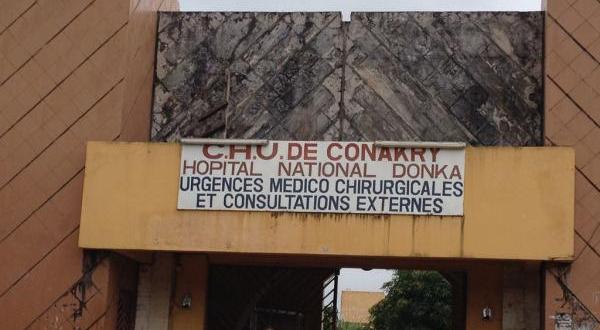 C.H.U. DE CONAKRY
HOPITAL NATIONAL DONKA
URGENCES MEDICO CHIRURGICALES
ET CONSULTATIONS EXTERNES